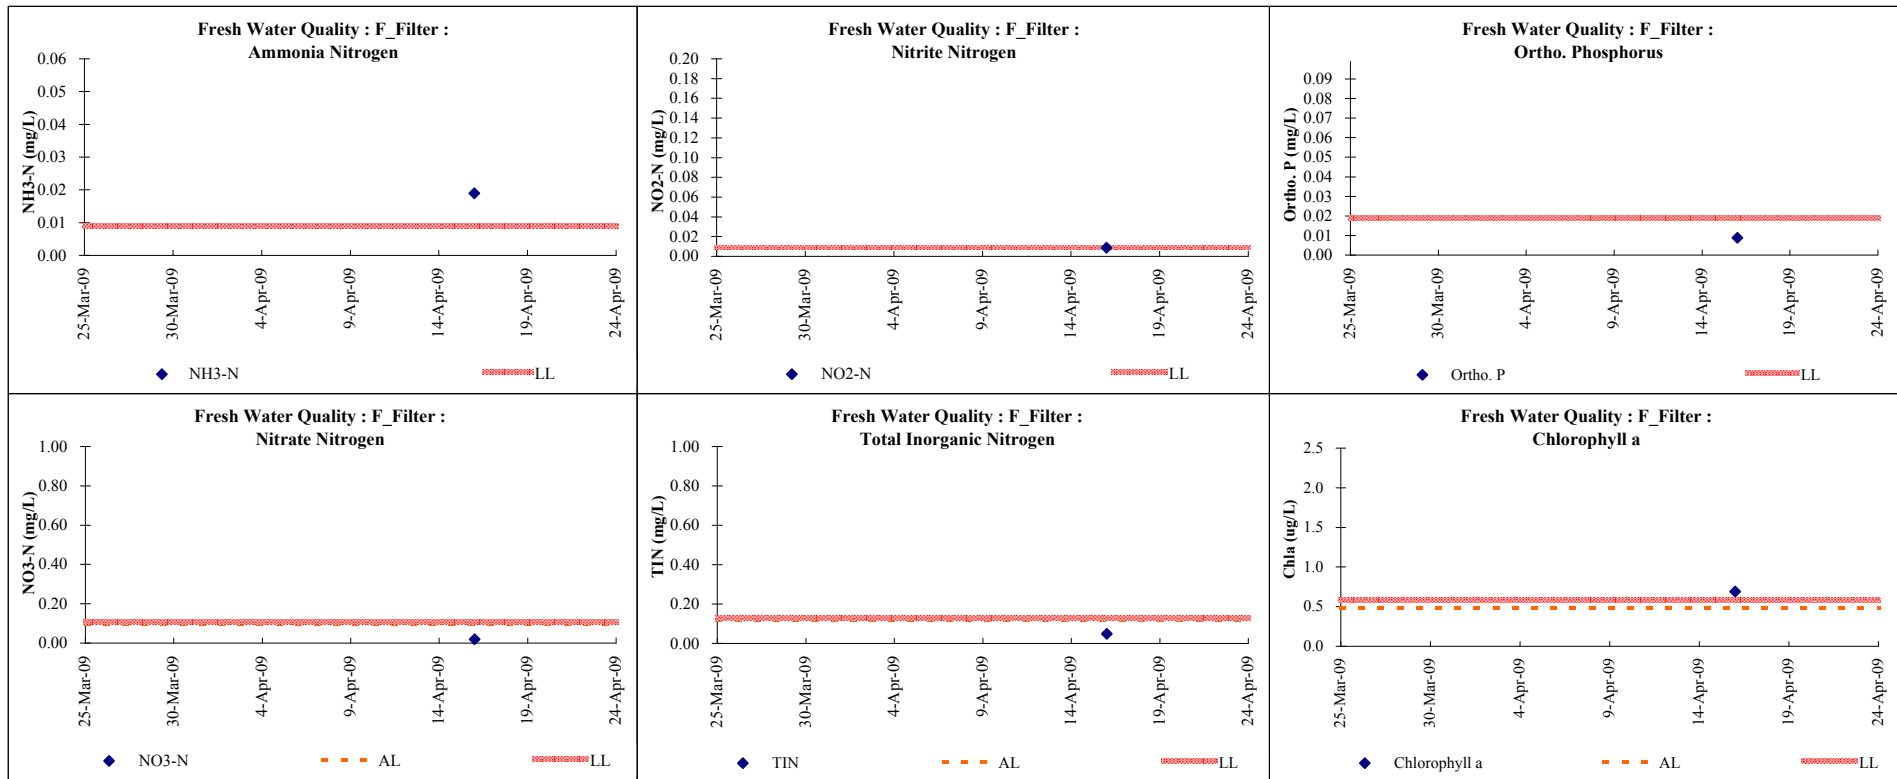 Fresh Water Quality : F_Filter :
Ammonia Nitrogen
NH3-N (mg/L)
0.06
0.05
0.04
0.03
0.02
0.01
0.00
25-Mar-09
30-Mar-09
4-Apr-09
9-Apr-09
14-Apr-09
19-Apr-09
24-Apr-09
NH3-N
LL
Fresh Water Quality : F_Filter :
Nitrite Nitrogen
NO2-N (mg/L)
0.20
0.18
0.16
0.14
0.12
0.10
0.08
0.06
0.04
0.02
0.00
25-Mar-09
30-Mar-09
4-Apr-09
9-Apr-09
14-Apr-09
19-Apr-09
24-Apr-09
NO2-N
LL
Fresh Water Quality : F_Filter :
Ortho. Phosphorus
Ortho. P (mg/L)
0.09
0.08
0.07
0.06
0.05
0.04
0.03
0.02
0.01
0.00
25-Mar-09
30-Mar-09
4-Apr-09
9-Apr-09
14-Apr-09
19-Apr-09
24-Apr-09
Ortho. P
LL
Fresh Water Quality : F_Filter :
Nitrate Nitrogen
NO3-N (mg/L)
1.00
0.80
0.60
0.40
0.20
0.00
25-Mar-09
30-Mar-09
4-Apr-09
9-Apr-09
14-Apr-09
19-Apr-09
24-Apr-09
NO3-N
AL
LL
Fresh Water Quality : F_Filter :
Total Inorganic Nitrogen
TIN (mg/L)
1.00
0.80
0.60
0.40
0.20
0.00
25-Mar-09
30-Mar-09
4-Apr-09
9-Apr-09
14-Apr-09
19-Apr-09
24-Apr-09
TIN
AL
LL
Fresh Water Quality : F_Filter :
Chlorophyll a
Chla (ug/L)
2.5
2.0
1.5
1.0
0.5
0.0
25-Mar-09
30-Mar-09
4-Apr-09
9-Apr-09
14-Apr-09
19-Apr-09
24-Apr-09
Chlorophyll a
AL
LL